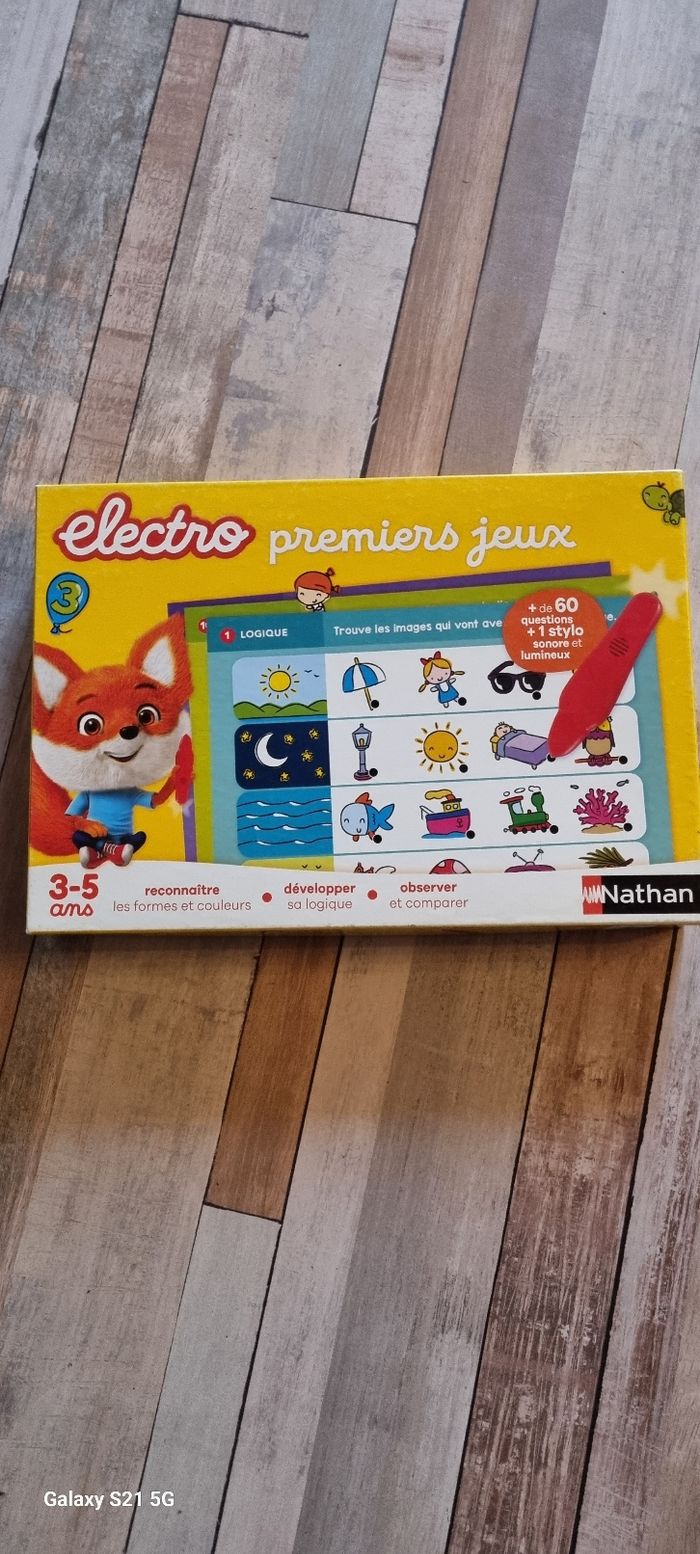 electro premiers jeux
3
1 LOGIQUE
Trouve les images qui vont
+ de 60
questions
+ 1 stylo
sonore et
lumineux
3-5
ans
reconnaître
les formes et couleurs
développer
sa logique
observer
et comparer
Nathan
Galaxy S21 5G